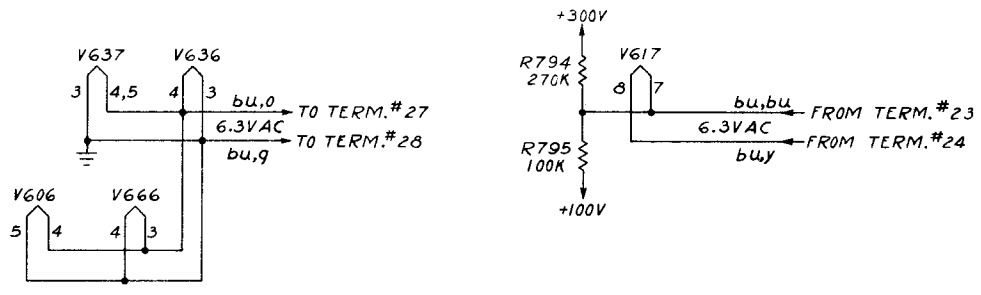 V637
V636
3
4,5
4
3
bu,o
TO TERM.#27
6.3VAC
TO TERM.#28
bu,g
V606
V666
5
4
4
3
+300V
R794
270K
V617
8
7
bu,bu
FROM TERM.#23
6.3VAC
FROM TERM.#24
bu,y
R795
100K
+100V